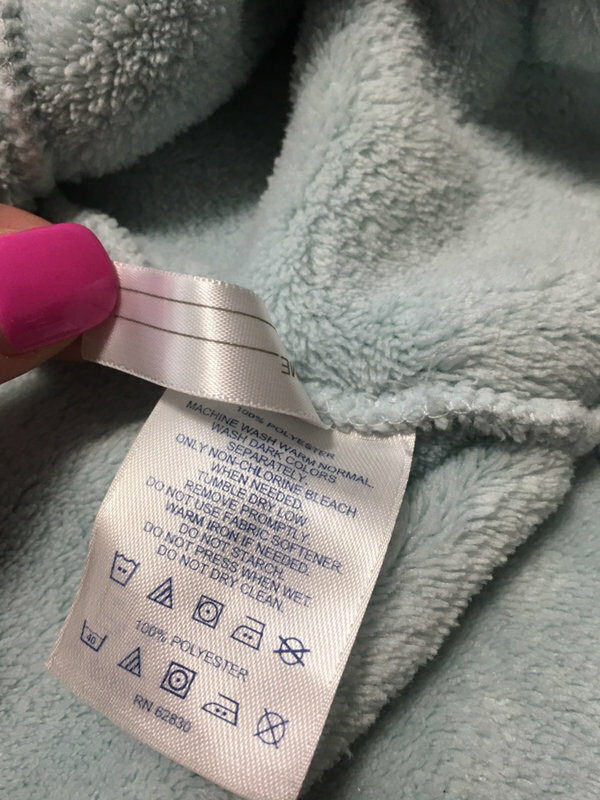 100% POLYESTER
MACHINE WASH WARM NORMAL.
WASH DARK COLORS
SEPARATELY.
ONLY NON-CHLORINE BLEACH
WHEN NEEDED.
TUMBLE DRY LOW.
REMOVE PROMPTLY.
DO NOT USE FABRIC SOFTENER.
WARM IRON IF NEEDED.
DO NOT STARCH.
DO NOT PRESS WHEN WET.
DO NOT DRY CLEAN.
100% POLYESTER
40
RN 62830